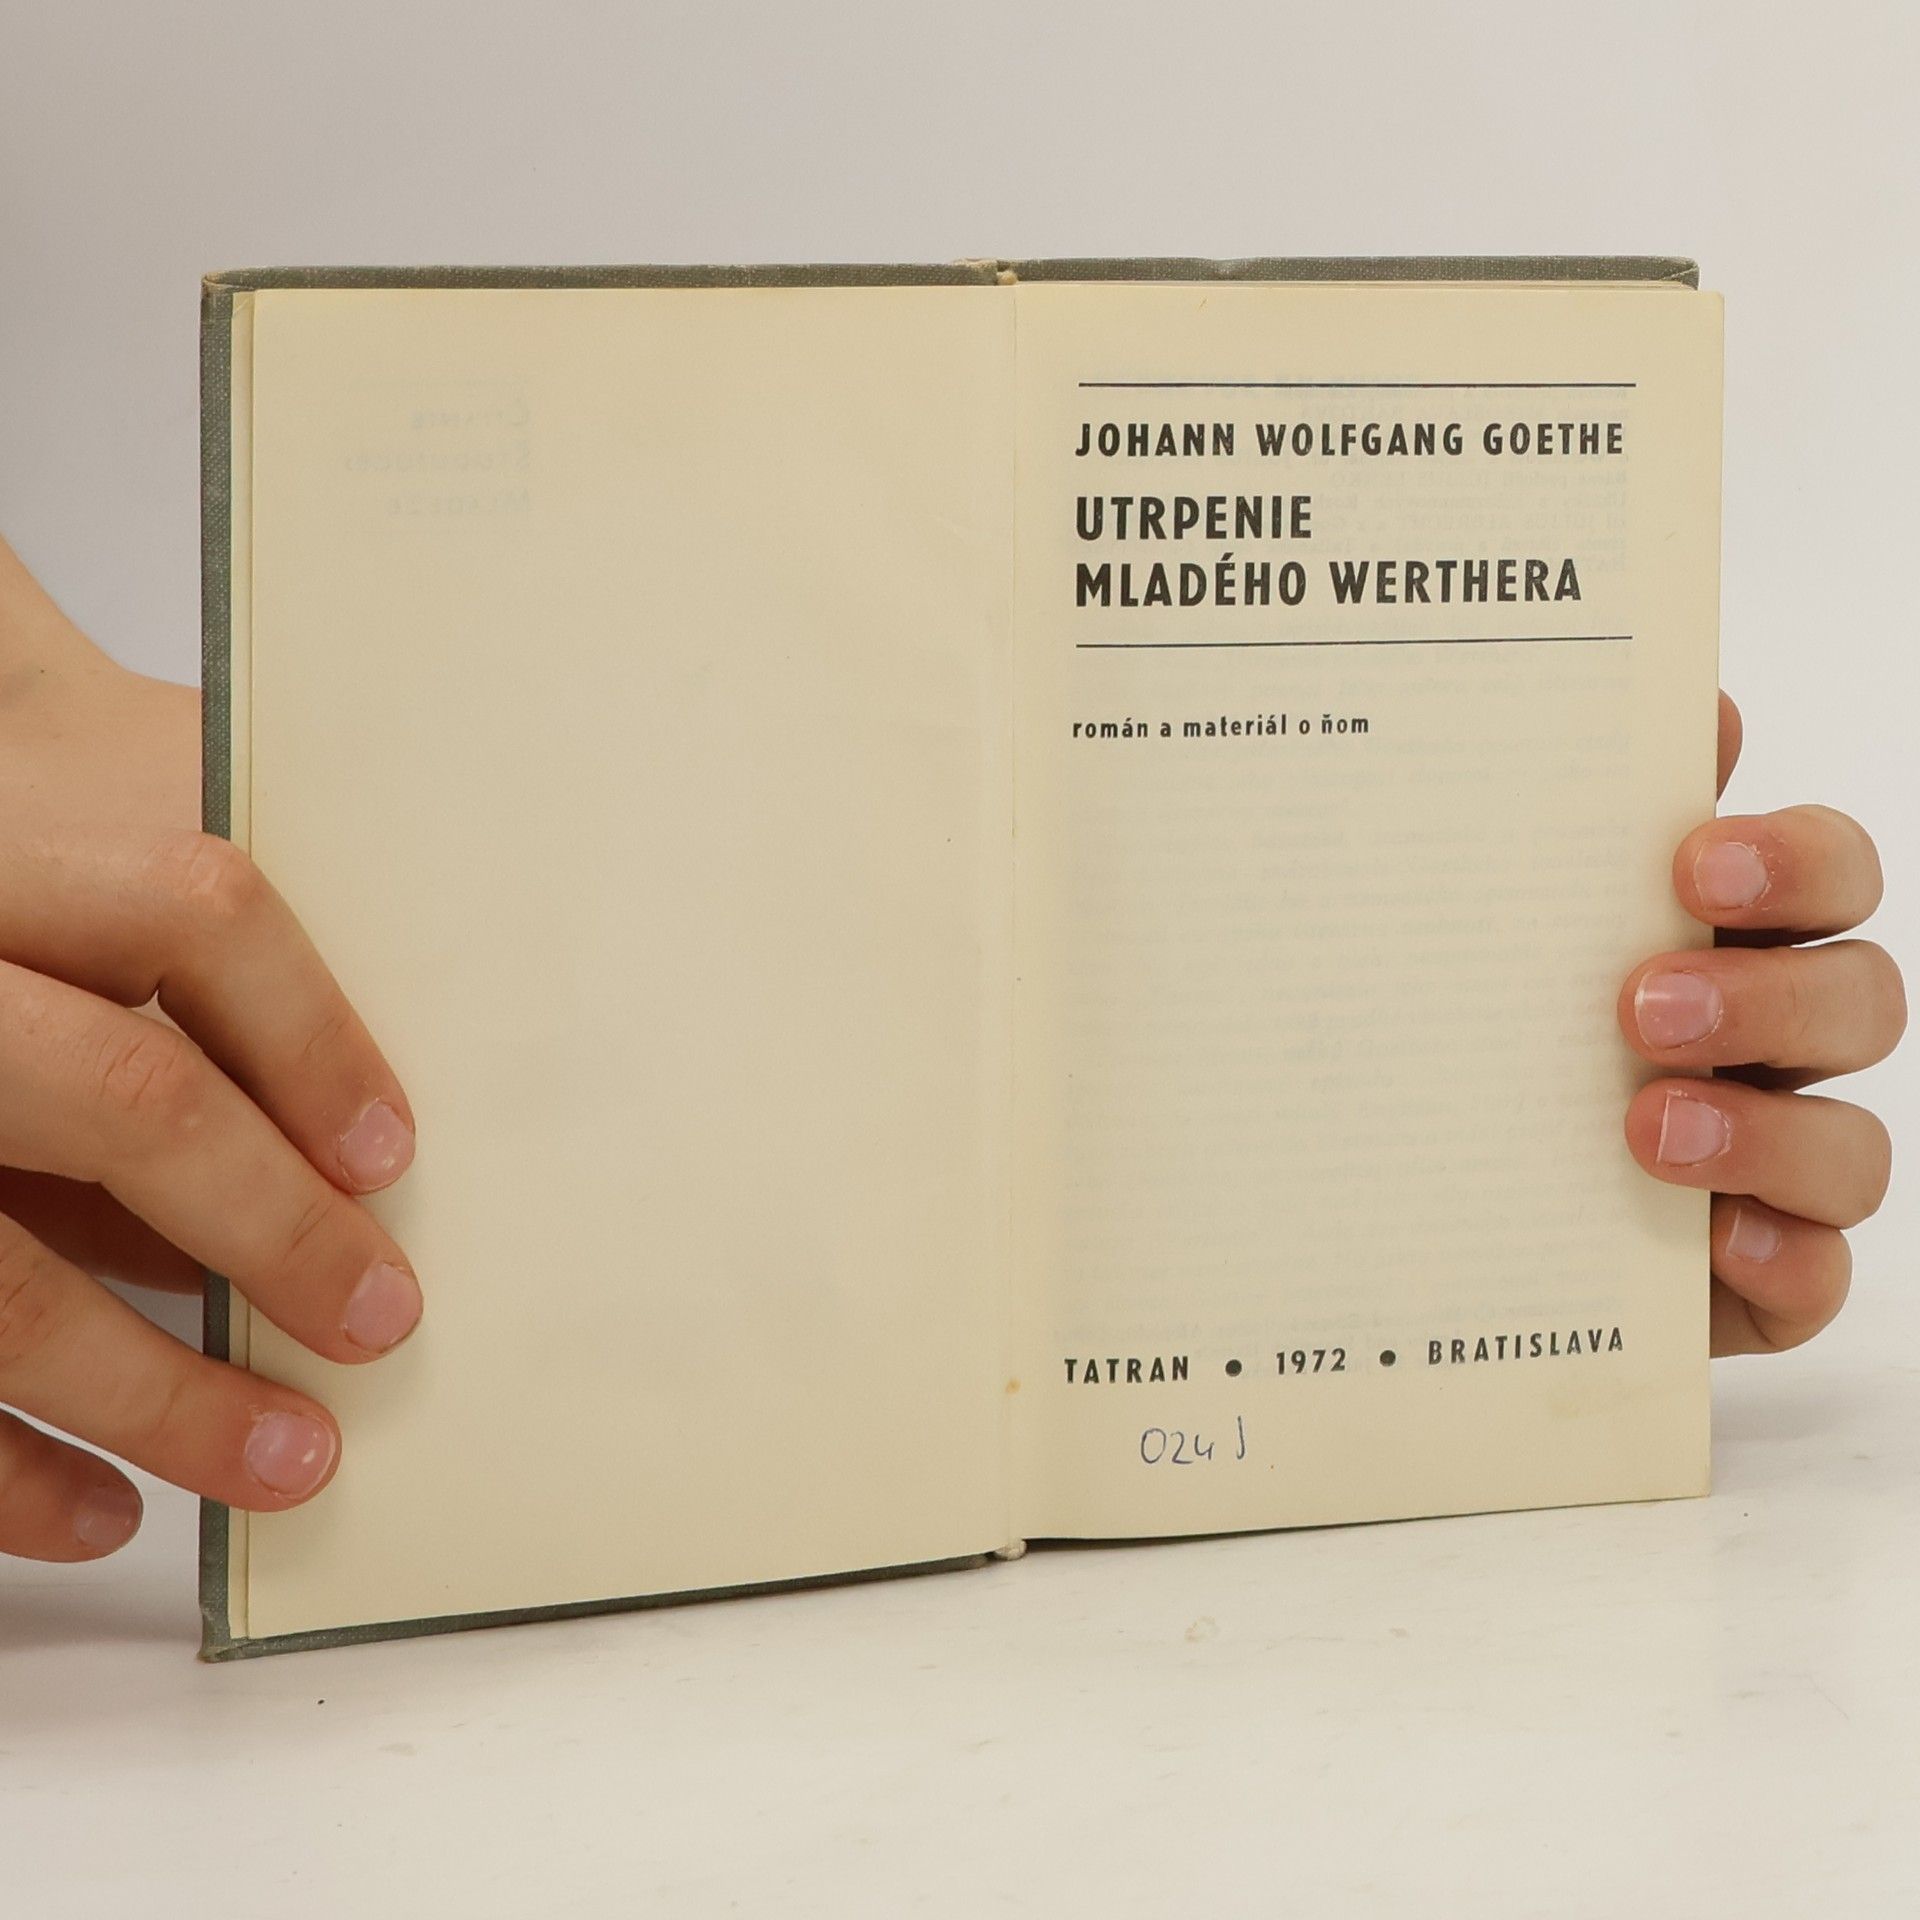 JOHANN WOLFGANG GOETHE
UTRPENIE
MLADÉHO WERTHERA
román a materiál o ňom
TATRAN ● 1972 ● BRATISLAVA
024 J